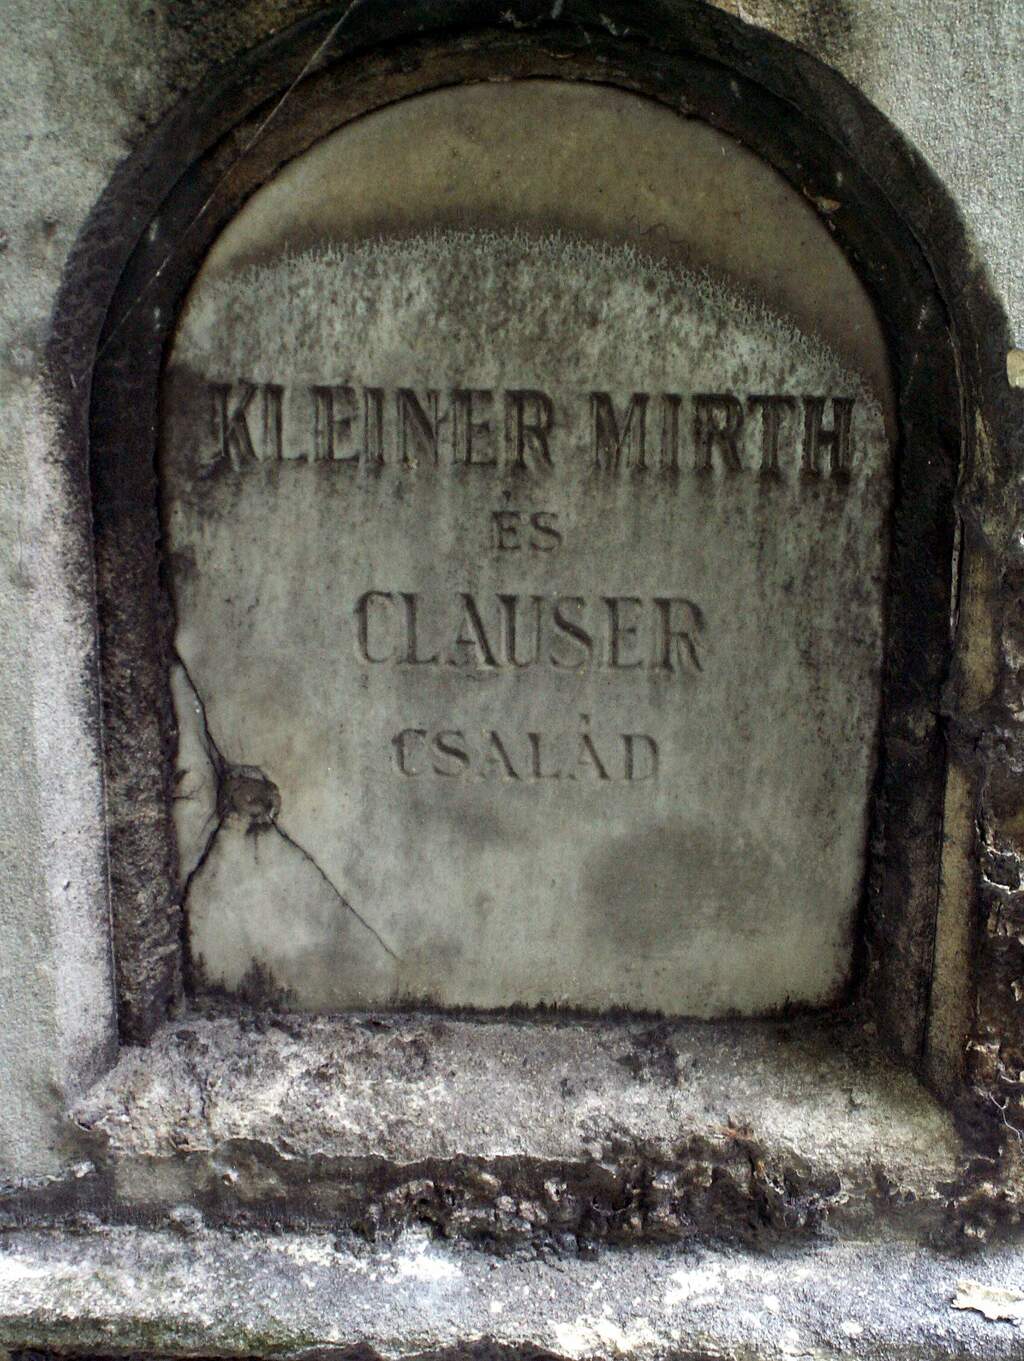 KLEINER MIRTH
ÉS
CLAUSER
CSALÁD